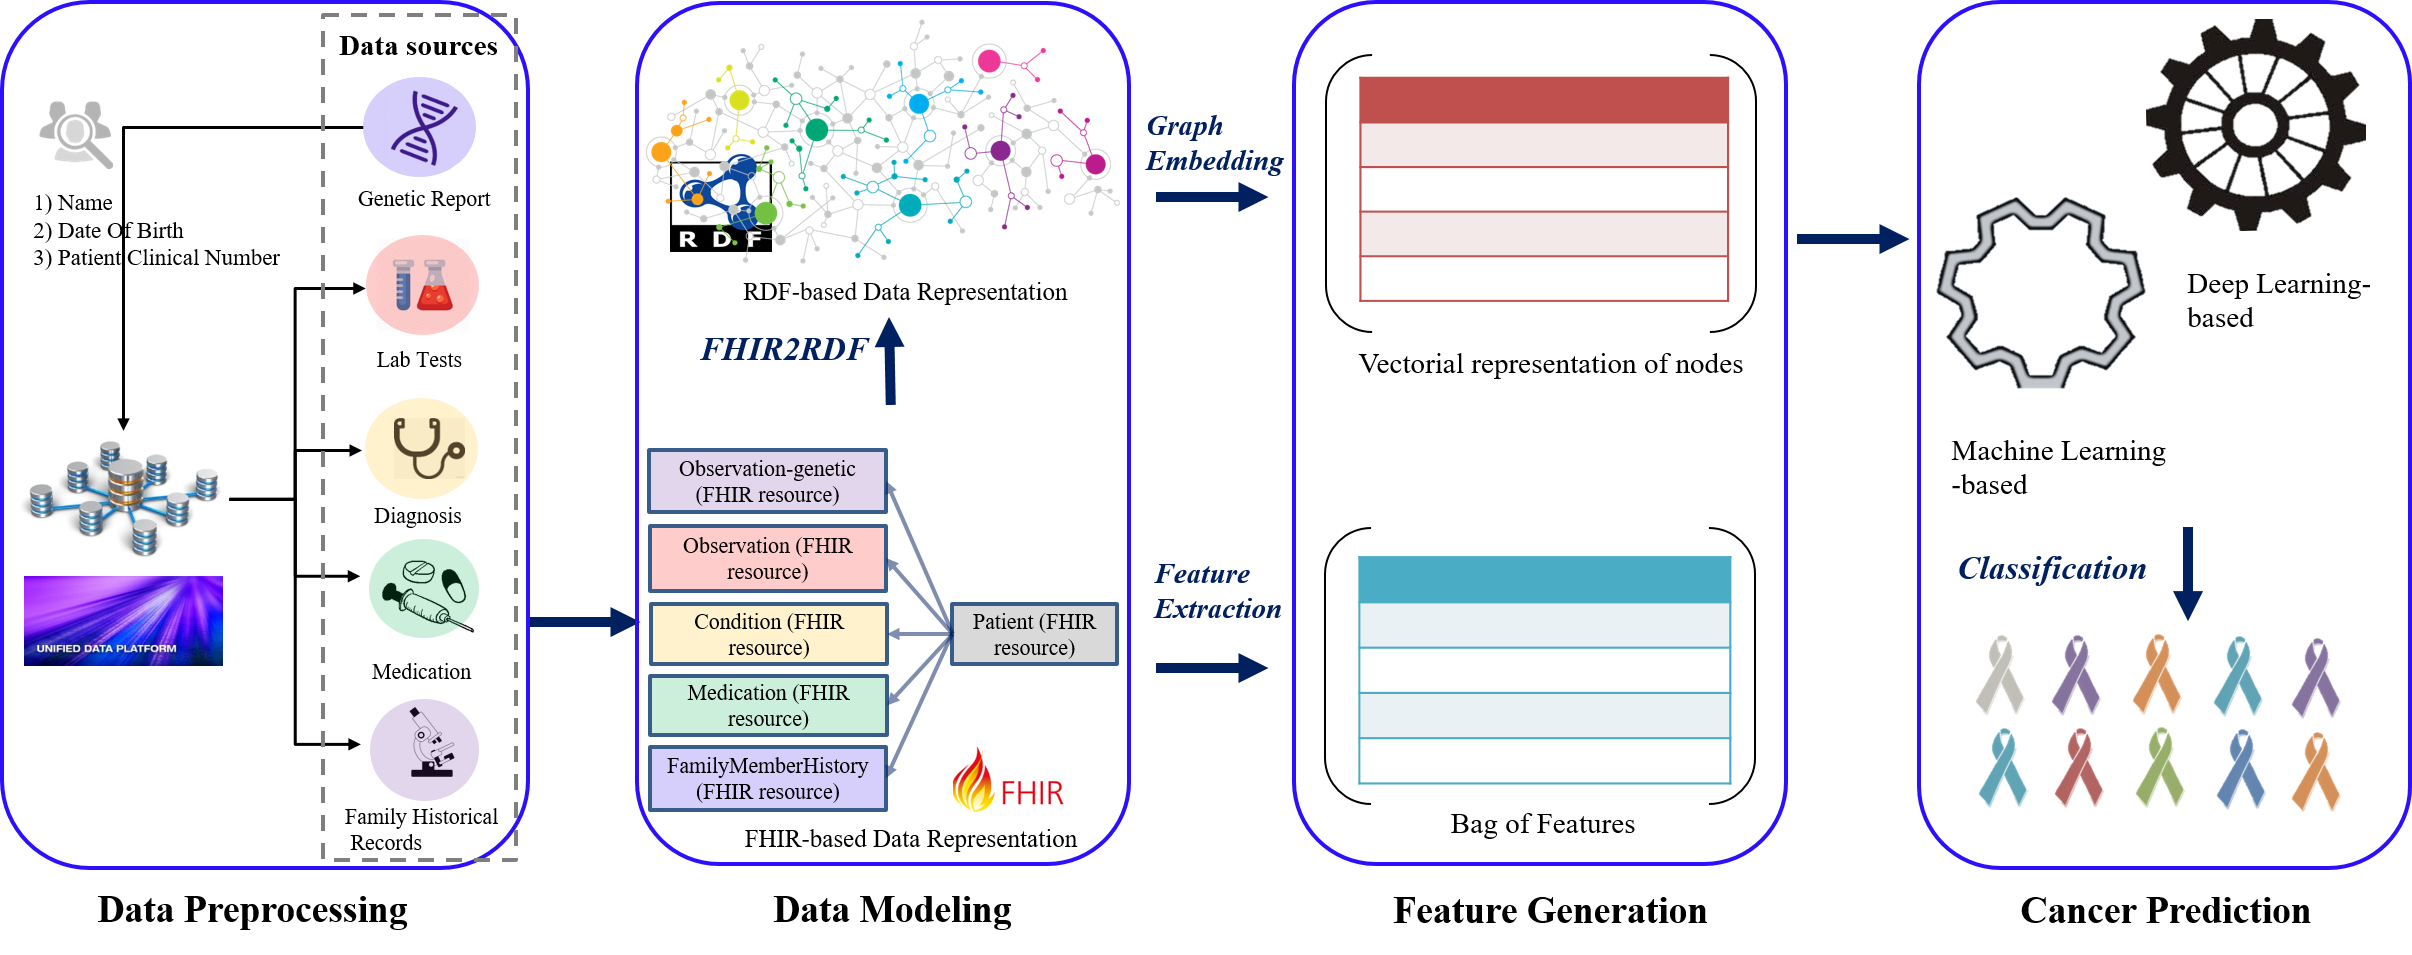 Data sources
Genetic Report
1) Name
2) Date Of Birth
3) Patient Clinical Number
Lab Tests
Diagnosis
Medication
Family Historical
Records
UNIFIED DATA PLATFORM
Data Preprocessing
R D F
RDF-based Data Representation
FHIR2RDF
Observation-genetic
(FHIR resource)
Observation (FHIR
resource)
Condition (FHIR
resource)
Medication (FHIR
resource)
FamilyMemberHistory
(FHIR resource)
Patient (FHIR
resource)
FHIR
FHIR-based Data Representation
Data Modeling
Graph
Embedding
Feature
Extraction
Vectorial representation of nodes
Bag of Features
Feature Generation
Deep Learning-
based
Machine Learning
-based
Classification
Cancer Prediction